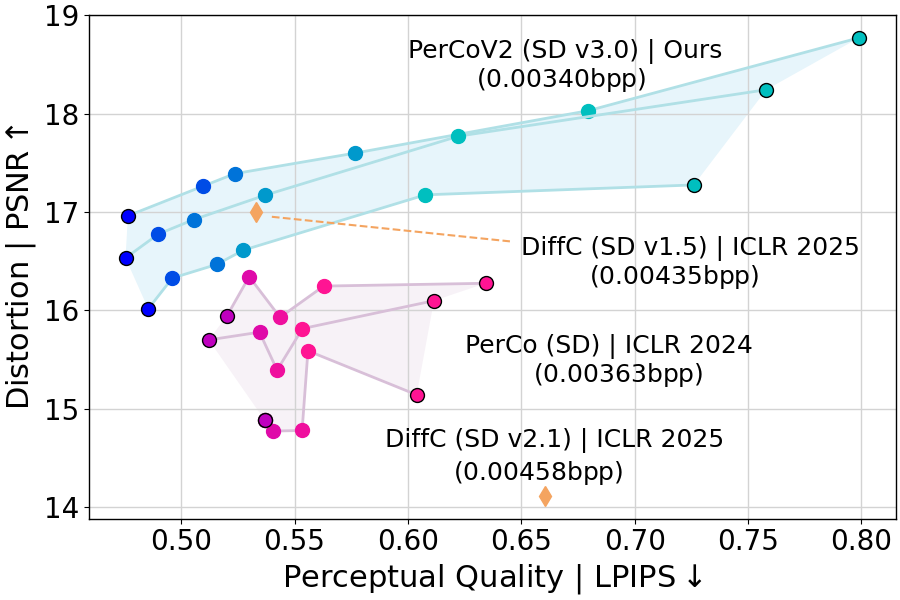 19
18
17
16
15
14
Distortion | PSNR ↑
PerCoV2 (SD v3.0) | Ours
(0.00340bpp)
DiffC (SD v1.5) | ICLR 2025
(0.00435bpp)
PerCo (SD) | ICLR 2024
(0.00363bpp)
DiffC (SD v2.1) | ICLR 2025
(0.00458bpp)
0.50 0.55 0.60 0.65 0.70 0.75 0.80
Perceptual Quality | LPIPS ↓